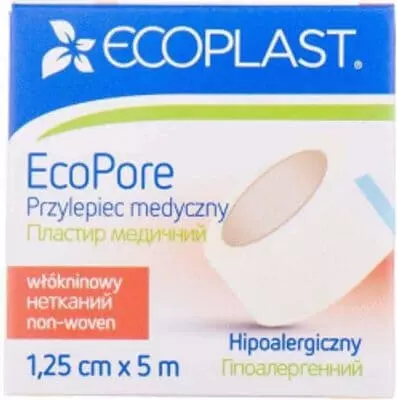 ECOPLAST®
EcoPore
Przylepiec medyczny
Пластир медичний
włókninowy
нетканий
non-woven
Hipoalergiczny
Гіпоалергенний
1,25 cm x 5 m